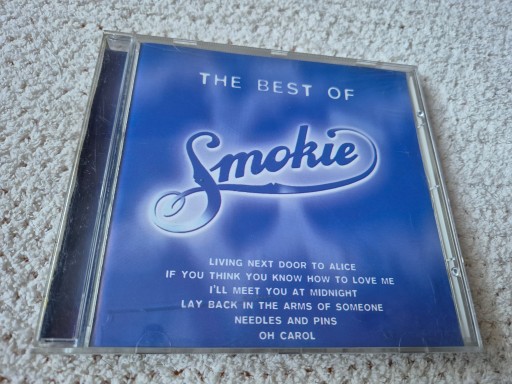 THE BEST OF
Smokie
LIVING NEXT DOOR TO ALICE
IF YOU THINK YOU KNOW HOW TO LOVE ME
I'LL MEET YOU AT MIDNIGHT
LAY BACK IN THE ARMS OF SOMEONE
NEEDLES AND PINS
OH CAROL